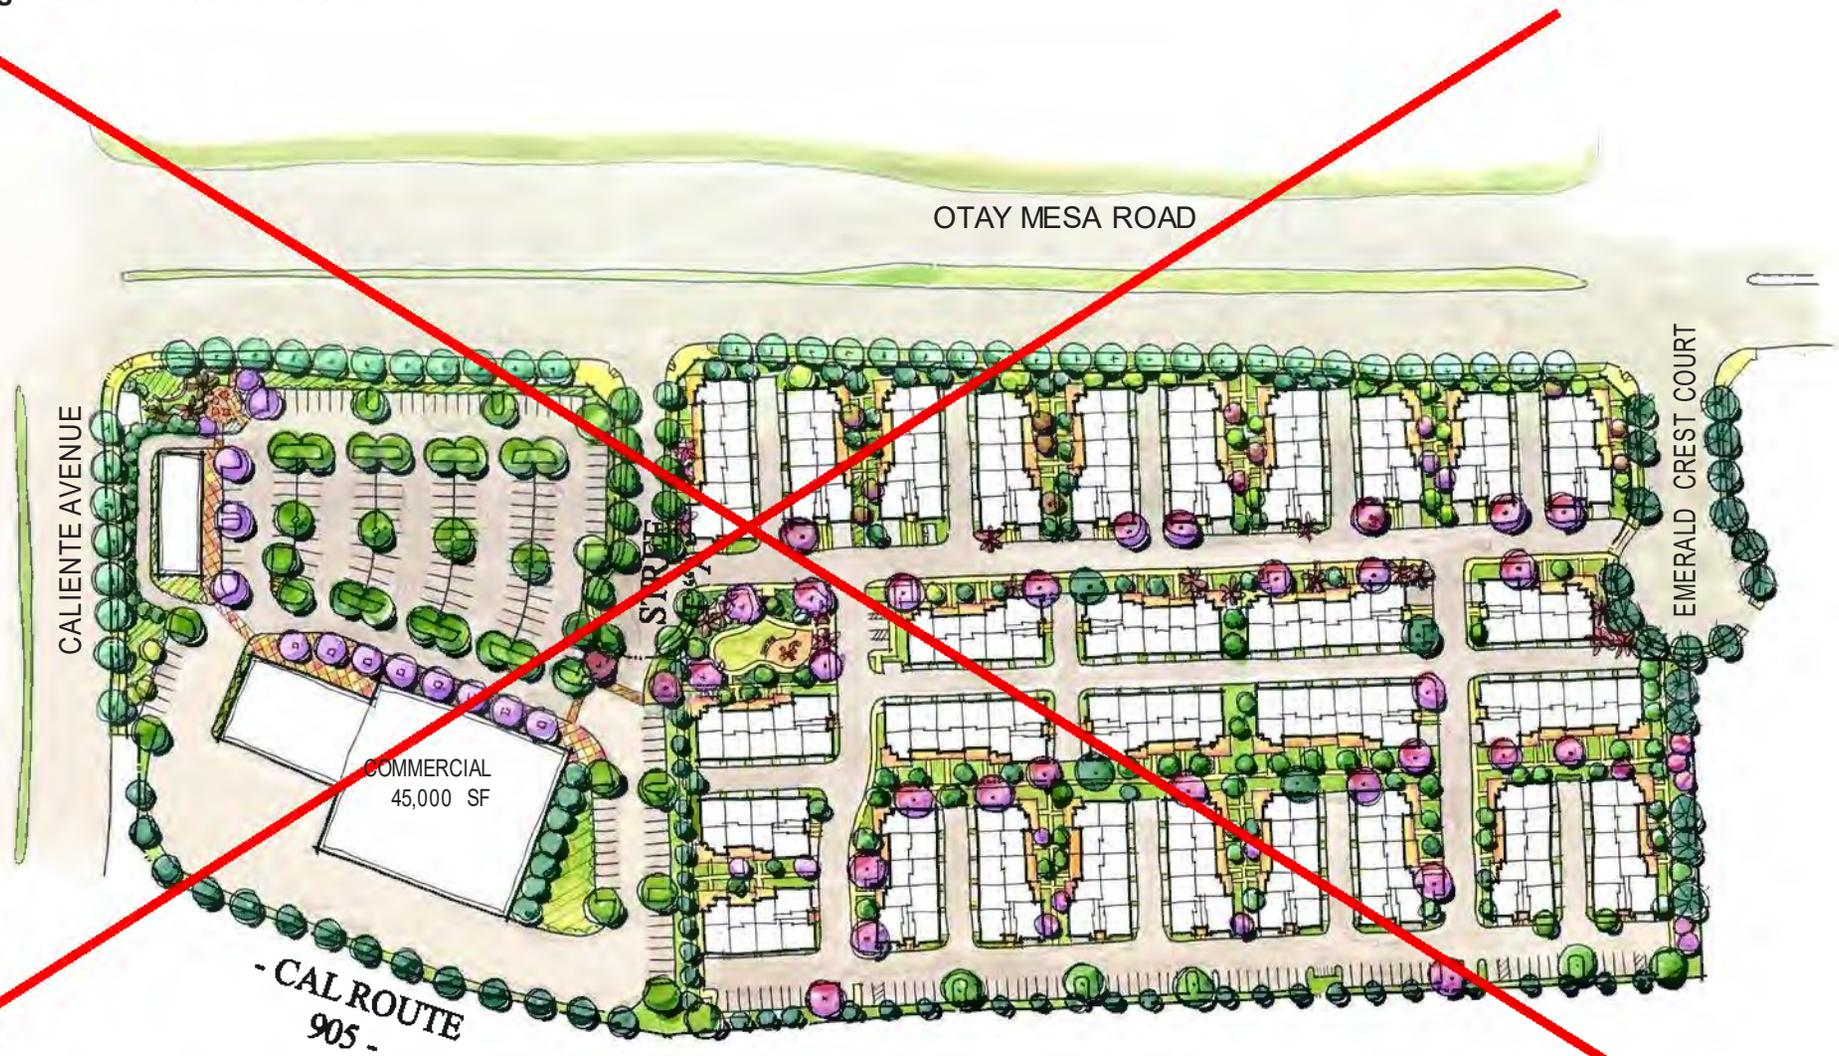 OTAY MESA ROAD
CALIENTE AVENUE
EMERALD CREST COURT
COMMERCIAL
45,000 SF
- CAL ROUTE
905 -